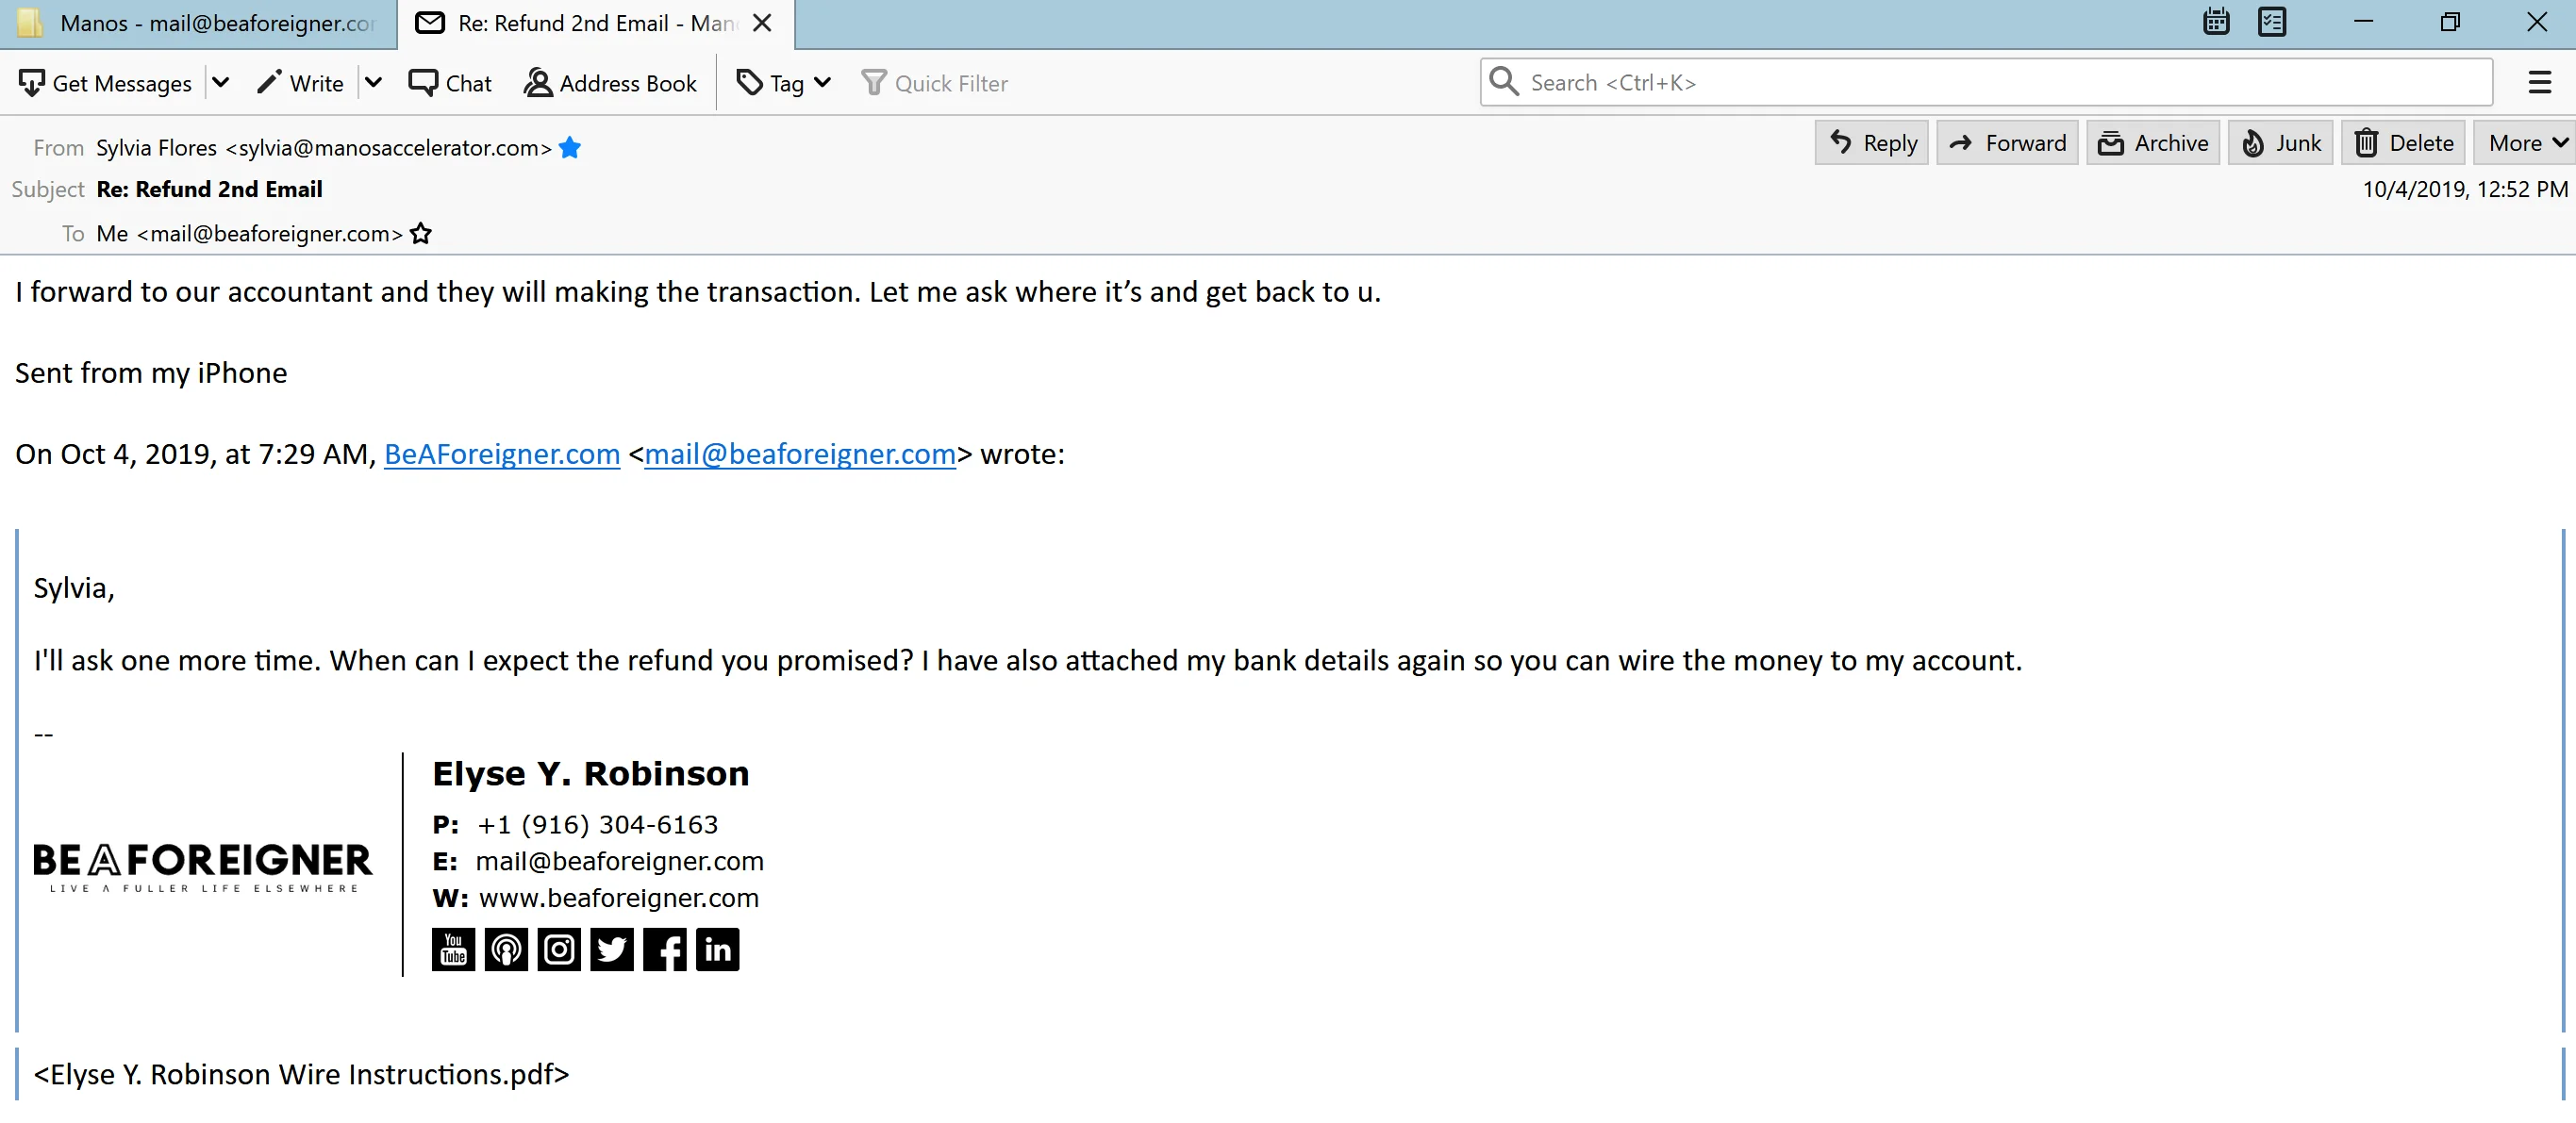 Manos - mail@beaforeigner.co
Re: Refund 2nd Email - Man
Get Messages
Write
Chat
Address Book
Tag
Quick Filter
Search <Ctrl+K>
From Sylvia Flores <sylvia@manosaccelerator.com>
Reply
Forward
Archive
Junk
Delete
More
Subject Re: Refund 2nd Email
10/4/2019, 12:52 PM
To Me <mail@beaforeigner.com>
I forward to our accountant and they will making the transaction. Let me ask where it’s and get back to u.
Sent from my iPhone
On Oct 4, 2019, at 7:29 AM, BeAForeigner.com <mail@beaforeigner.com> wrote:
Sylvia,
I'll ask one more time. When can I expect the refund you promised? I have also attached my bank details again so you can wire the money to my account.
--
Elyse Y. Robinson
P: +1 (916) 304-6163
E: mail@beaforeigner.com
W: www.beaforeigner.com
BEAFOREIGNER
LIVE A FULLER LIFE ELSEWHERE
You
Tube
in
<Elyse Y. Robinson Wire Instructions.pdf>